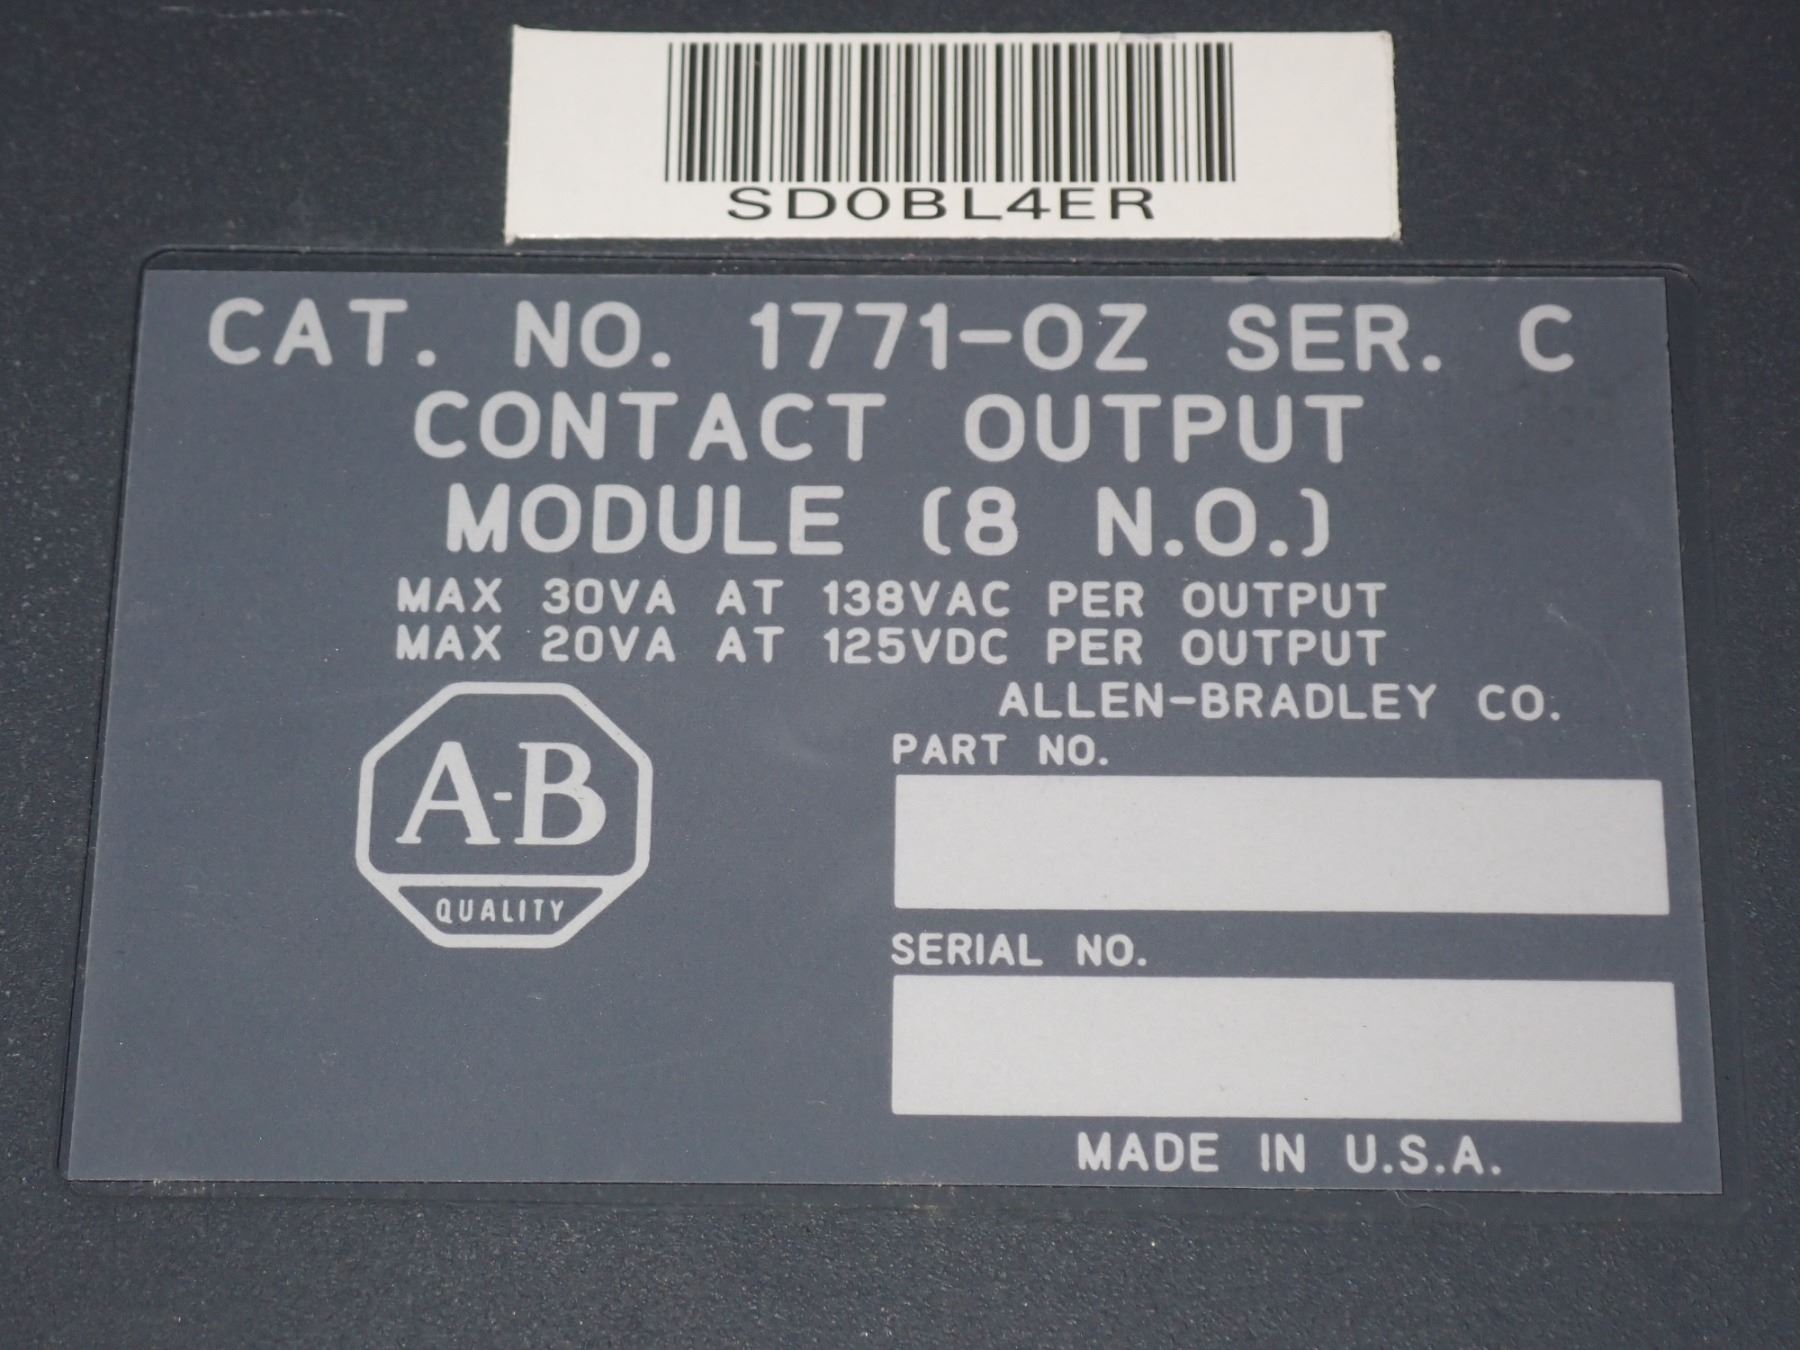 SD0BL4ER
CAT. NO. 1771-OZ SER. C
CONTACT OUTPUT
MODULE (8 N.O.)
MAX 30VA AT 138VAC PER OUTPUT
MAX 20VA AT 125VDC PER OUTPUT
ALLEN-BRADLEY CO.
PART NO.
A-B
QUALITY
SERIAL NO.
MADE IN U.S.A.